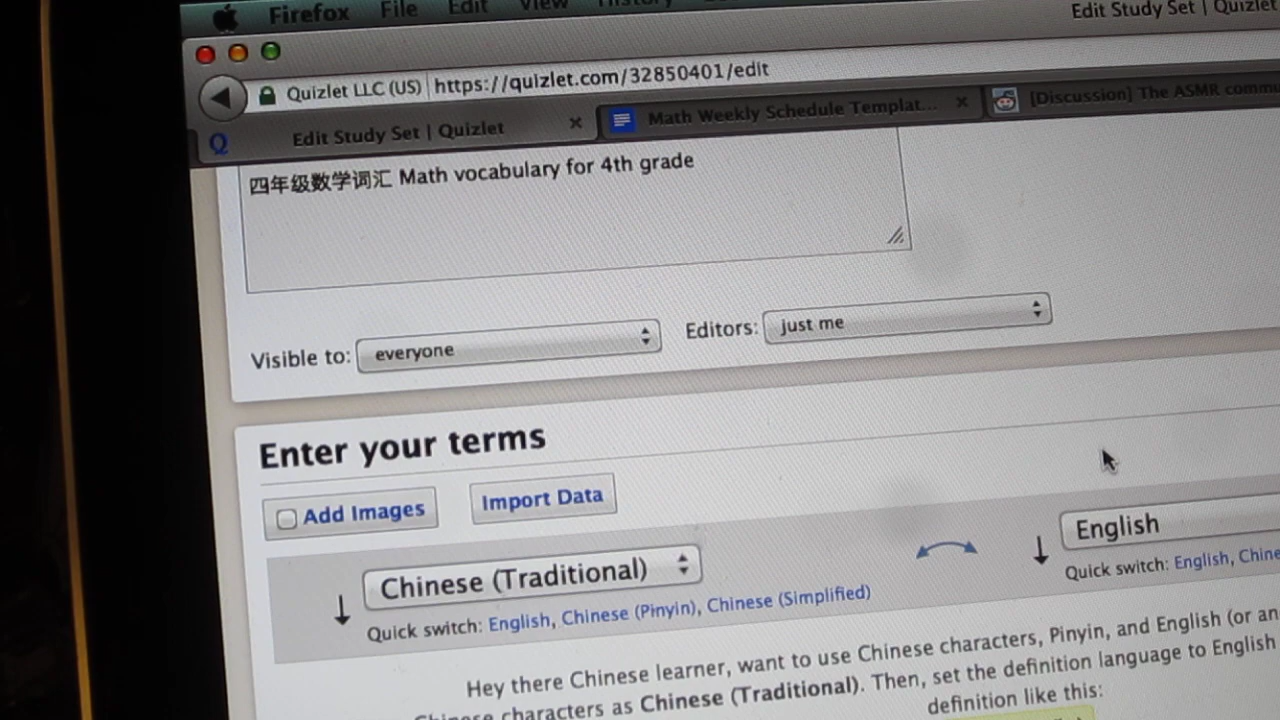 Firefox File Edit View History
Edit Study Set | Quizlet
Quizlet LLC (US) https://quizlet.com/32850401/edit
Q Edit Study Set | Quizlet Math Weekly Schedule Templat... [Discussion] The ASMR commu
四年级数学词汇 Math vocabulary for 4th grade
Visible to: everyone Editors: just me
Enter your terms
Add Images Import Data
Chinese (Traditional) English
Quick switch: English, Chinese (Pinyin), Chinese (Simplified) Quick switch: English, Chine
Hey there Chinese learner, want to use Chinese characters, Pinyin, and English (or an
Chinese characters as Chinese (Traditional). Then, set the definition language to English
definition like this: